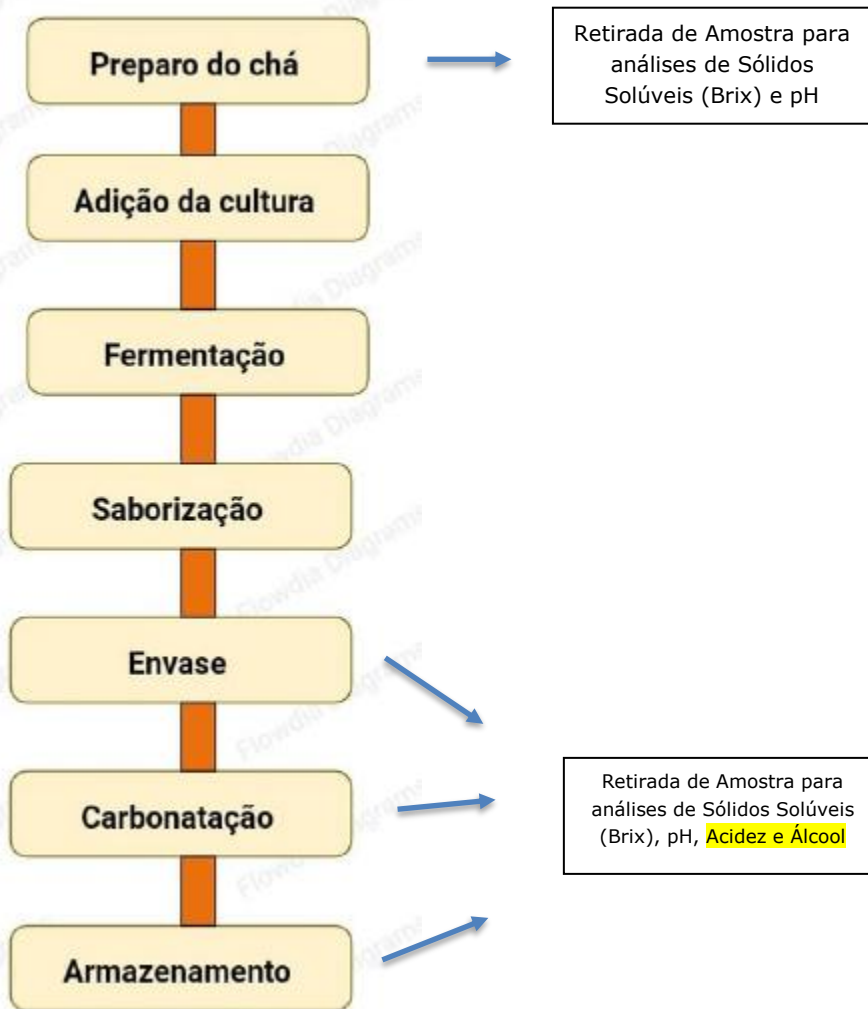 Preparo do chá
Retirada de Amostra para
análises de Sólidos
Solúveis (Brix) e pH
Adição da cultura
Fermentação
Saborização
Envase
Carbonatação
Retirada de Amostra para
análises de Sólidos Solúveis
(Brix), pH, Acidez e Álcool
Armazenamento